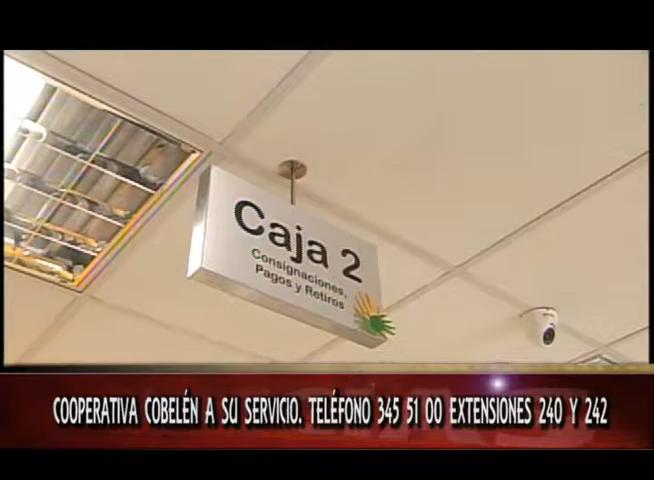 Caja 2
Consignaciones,
Pagos y Retiros
COOPERATIVA COBELÉN A SU SERVICIO. TELÉFONO 345 51 00 EXTENSIONES 240 Y 242